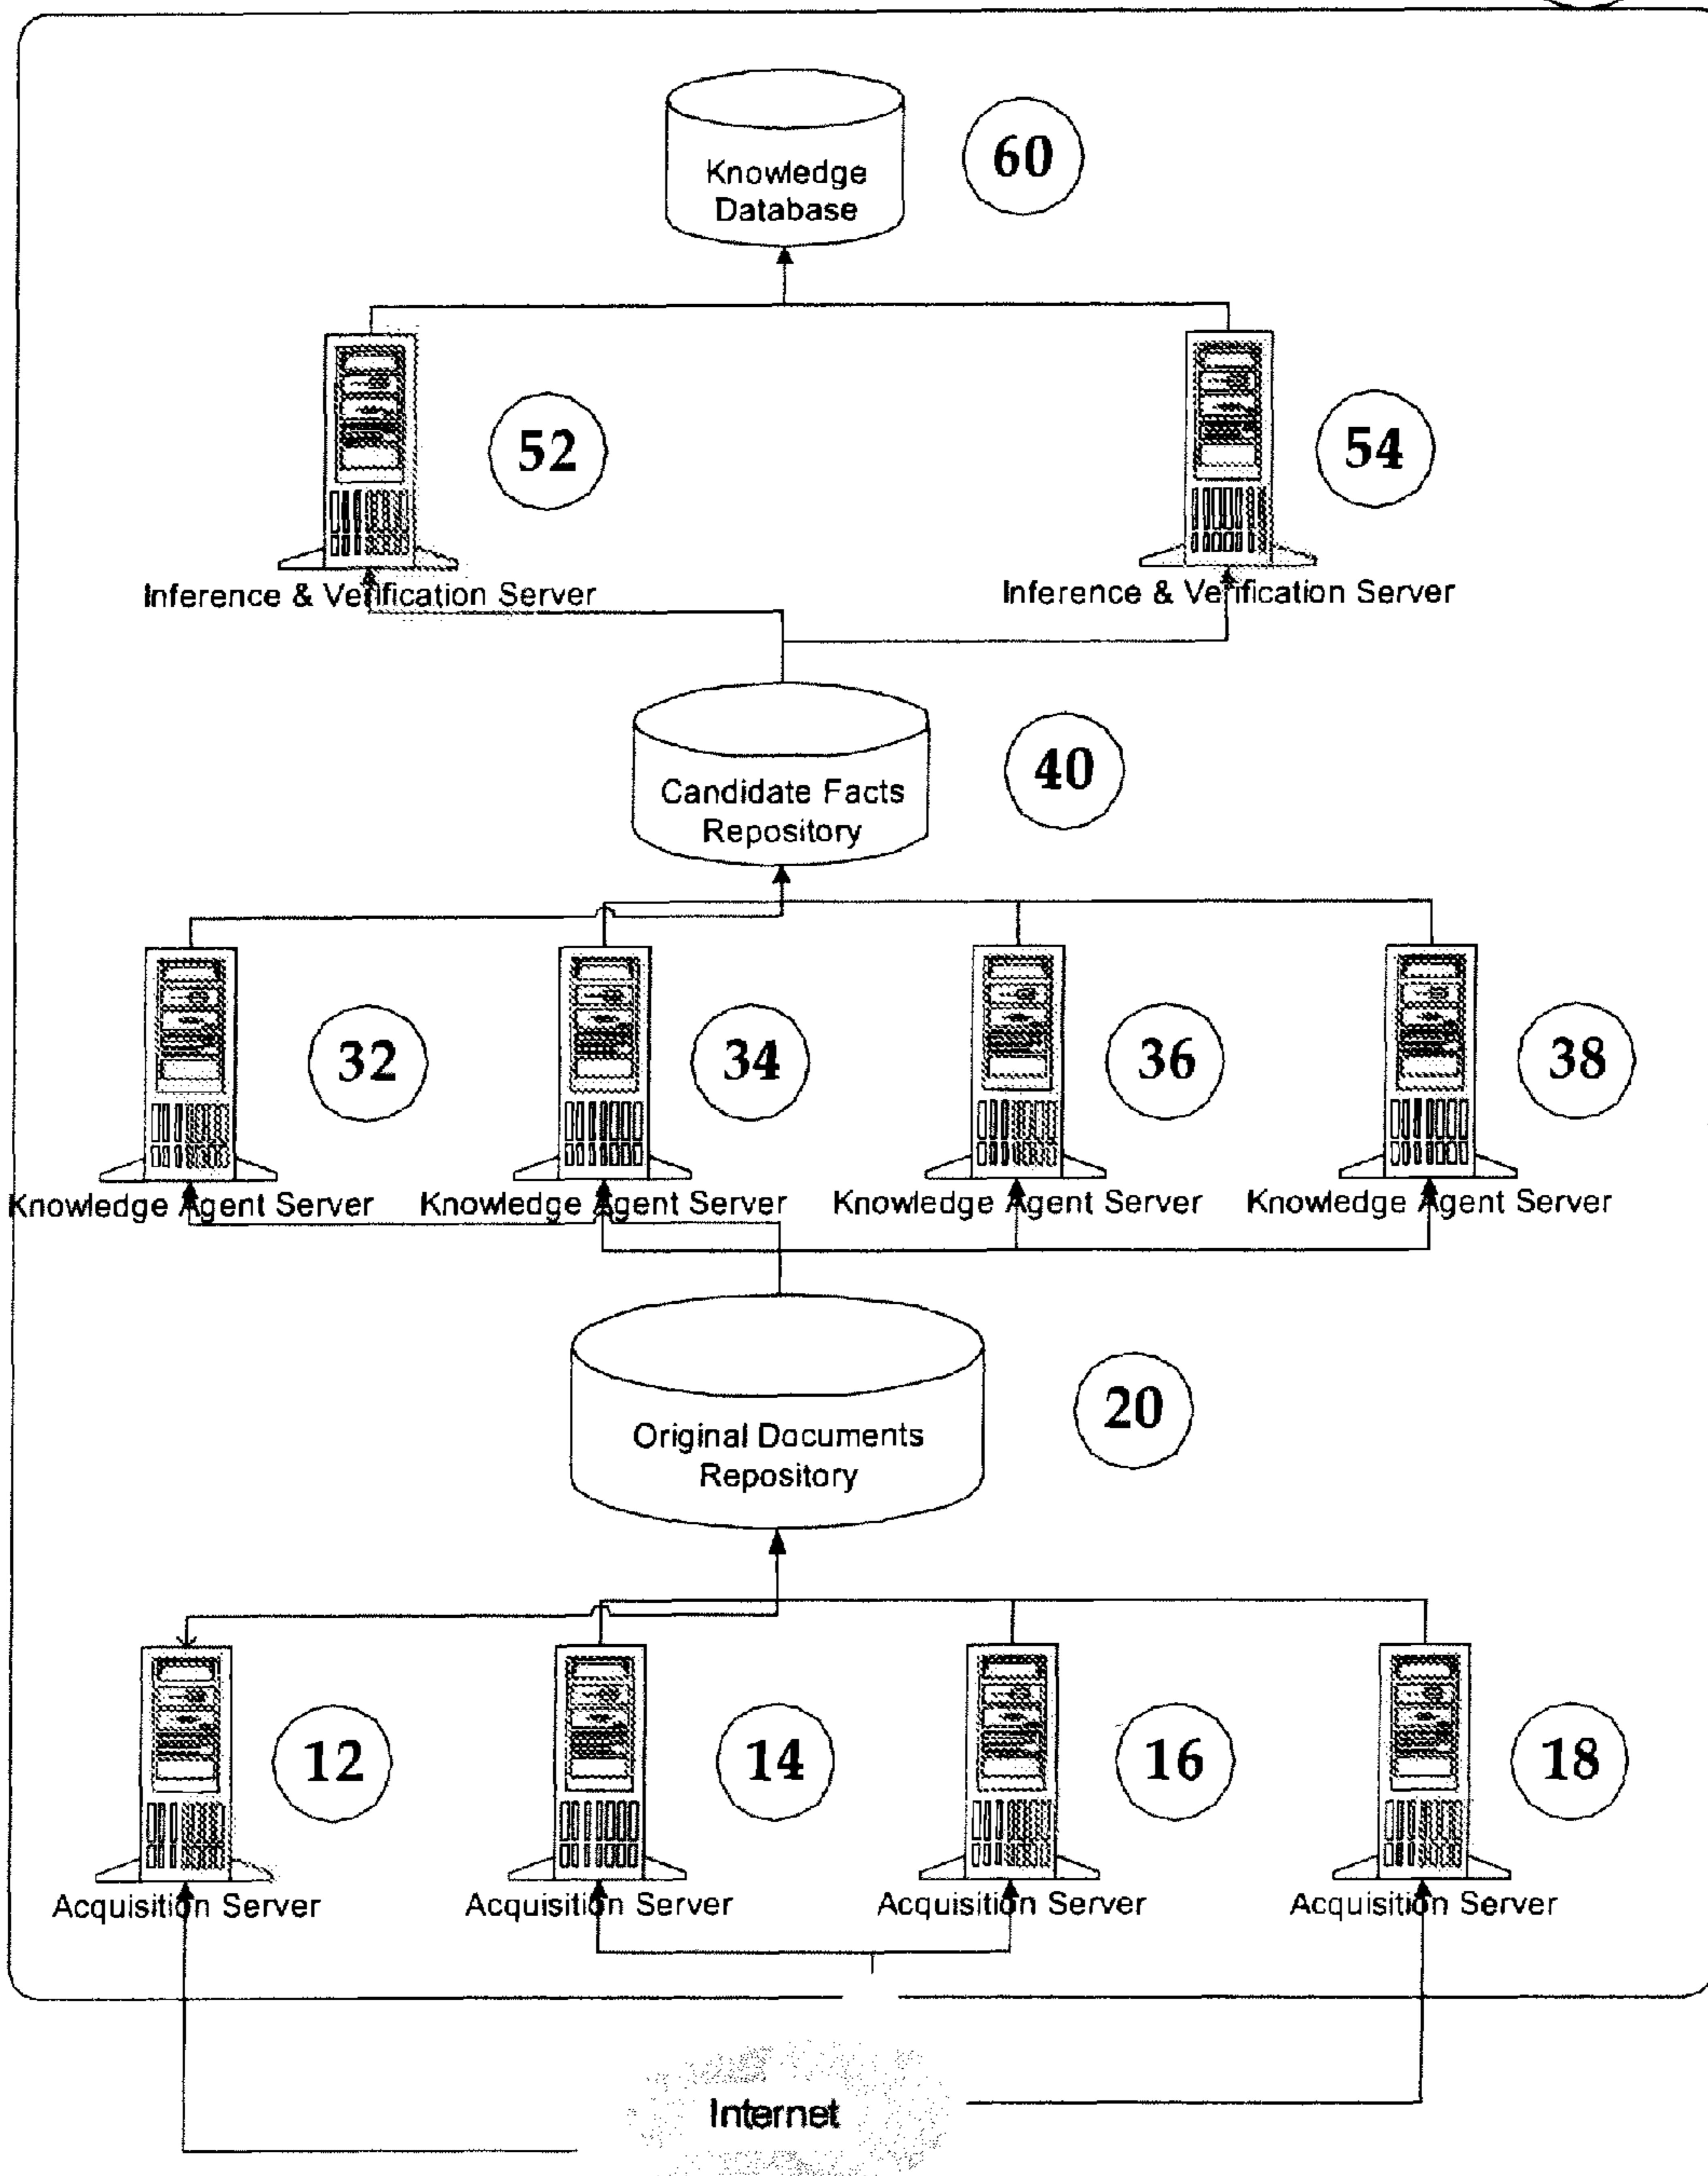 Knowledge
Database
60
52
54
Inference & Verification Server
Inference & Verification Server
Candidate Facts
Repository
40
32
34
36
38
Knowledge Agent Server
Knowledge Agent Server
Knowledge Agent Server
Knowledge Agent Server
Original Documents
Repository
20
12
14
16
18
Acquisition Server
Acquisition Server
Acquisition Server
Acquisition Server
Internet